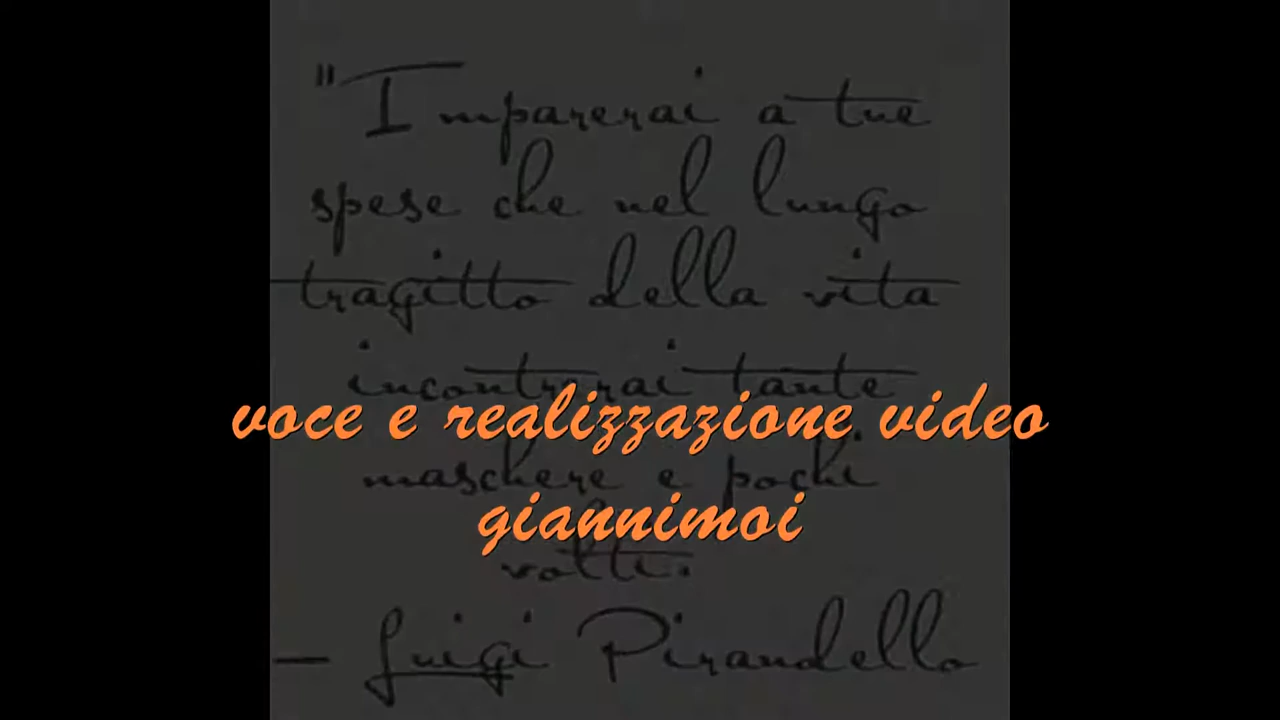 "Imparerai a tue
spese che nel lungo
tragitto della vita
incontrerai tante
voce e realizzazione video
maschere e pochi
giannimoi
volti.
— Luigi Pirandello